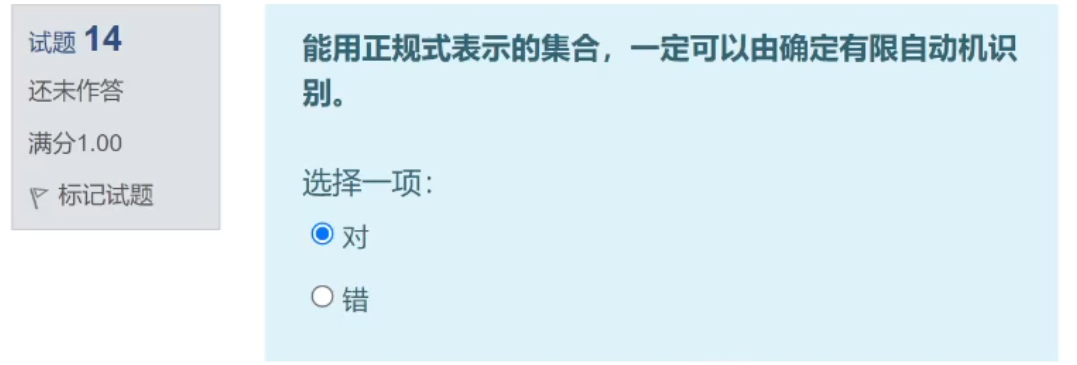 试题 14
还未作答
满分1.00
标记试题
能用正规式表示的集合，一定可以由确定有限自动机识
别。
选择一项：
对
错